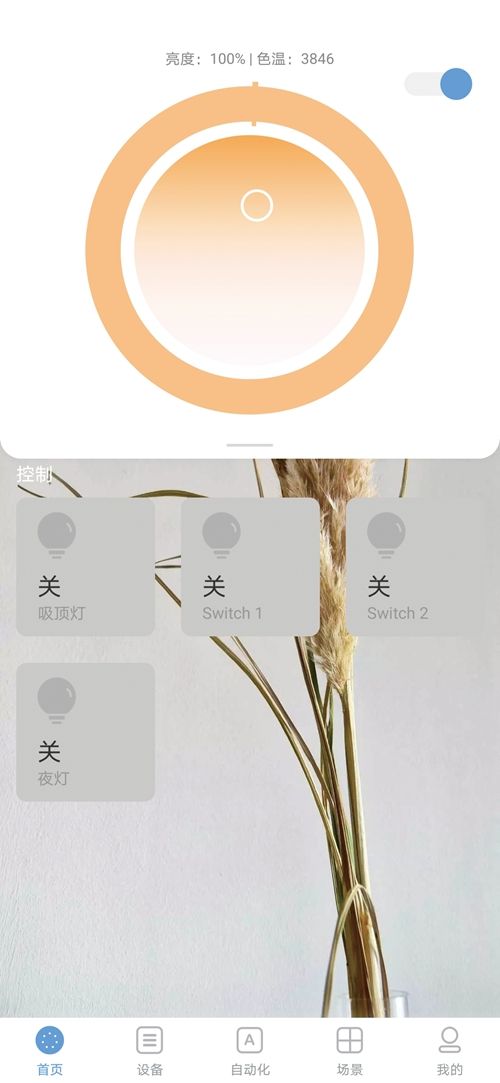 亮度：100% | 色温：3846
控制
关
吸顶灯
关
Switch 1
关
Switch 2
关
夜灯
A
首页
设备
自动化
场景
我的